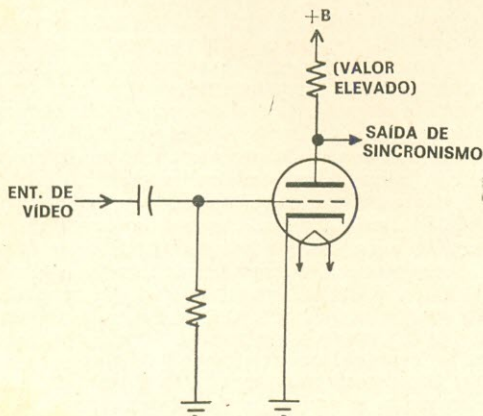 +B
(VALOR
ELEVADO)
SAÍDA DE
SINCRONISMO
ENT. DE
VÍDEO